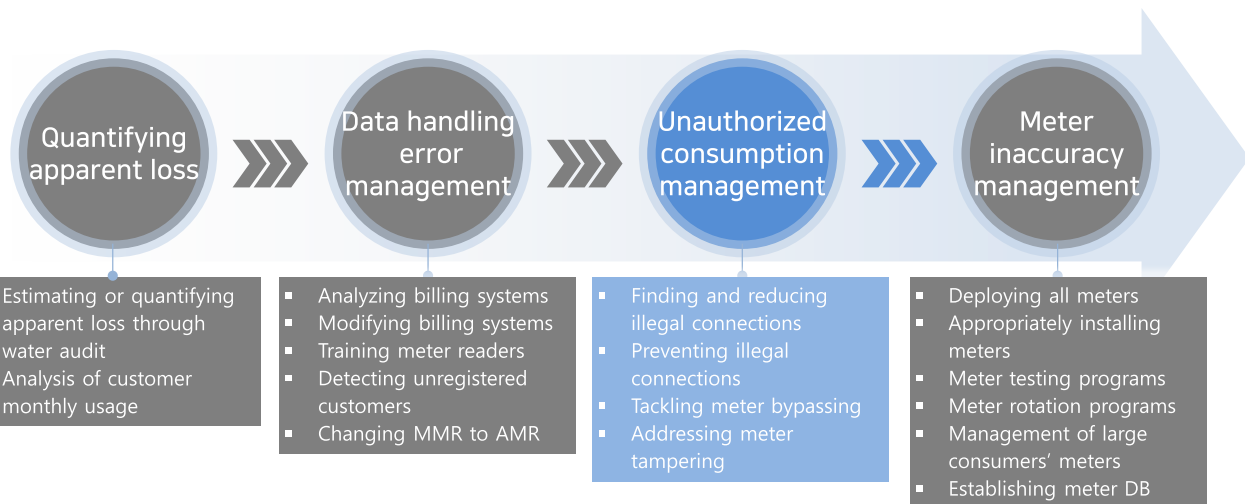 Quantifying
apparent loss
Data handling
error
management
Unauthorized
consumption
management
Meter
inaccuracy
management
Estimating or quantifying
apparent loss through
water audit
Analysis of customer
monthly usage
▪ Analyzing billing systems
▪ Modifying billing systems
▪ Training meter readers
▪ Detecting unregistered
customers
▪ Changing MMR to AMR
▪ Finding and reducing
illegal connections
▪ Preventing illegal
connections
▪ Tackling meter bypassing
▪ Addressing meter
tampering
▪ Deploying all meters
▪ Appropriately installing
meters
▪ Meter testing programs
▪ Meter rotation programs
▪ Management of large
consumers’ meters
▪ Establishing meter DB